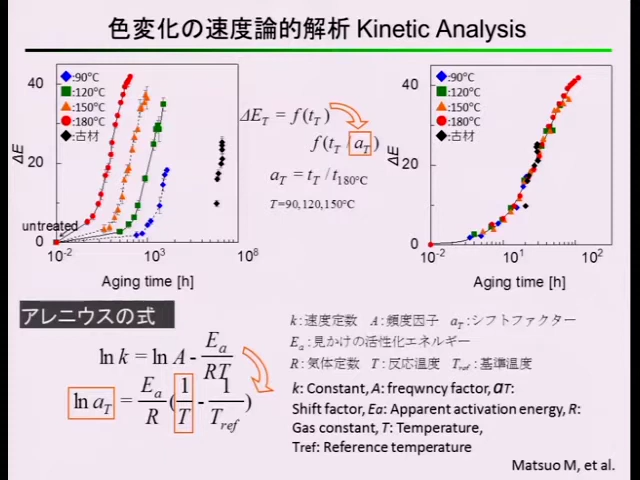 色変化の速度論的解析 Kinetic Analysis
ΔE
40
20
0
◆:90℃
■:120℃
▲:150℃
●:180℃
◆:古材
untreated
10⁻² 10³ 10⁸
Aging time [h]
ΔE_T = f(t_T)
f(t_T / a_T)
a_T = t_T / t_180℃
T=90,120,150℃
ΔE
40
20
0
◆:90℃
■:120℃
▲:150℃
●:180℃
◆:古材
10⁻² 10¹ 10²
Aging time [h]
アレニウスの式
ln k = ln A - E_a / RT
ln a_T = E_a / R (1 / T - 1 / T_ref)
k:速度定数 A:頻度因子 a_T:シフトファクター
E_a:見かけの活性化エネルギー
R:気体定数 T:反応温度 T_ref:基準温度
k: Constant, A: freqwncy factor, aT:
Shift factor, Ea: Apparent activation energy, R:
Gas constant, T: Temperature,
Tref: Reference temperature
Matsuo M, et al.